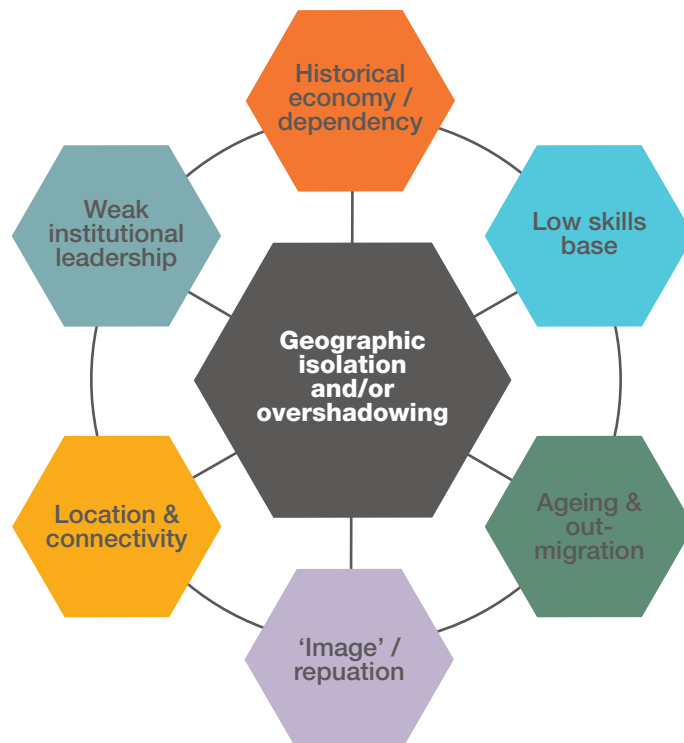 Historical
economy /
dependency
Weak
institutional
leadership
Low skills
base
Geographic
isolation
and/or
overshadowing
Location &
connectivity
Ageing &
out-
migration
‘Image’ /
repuation